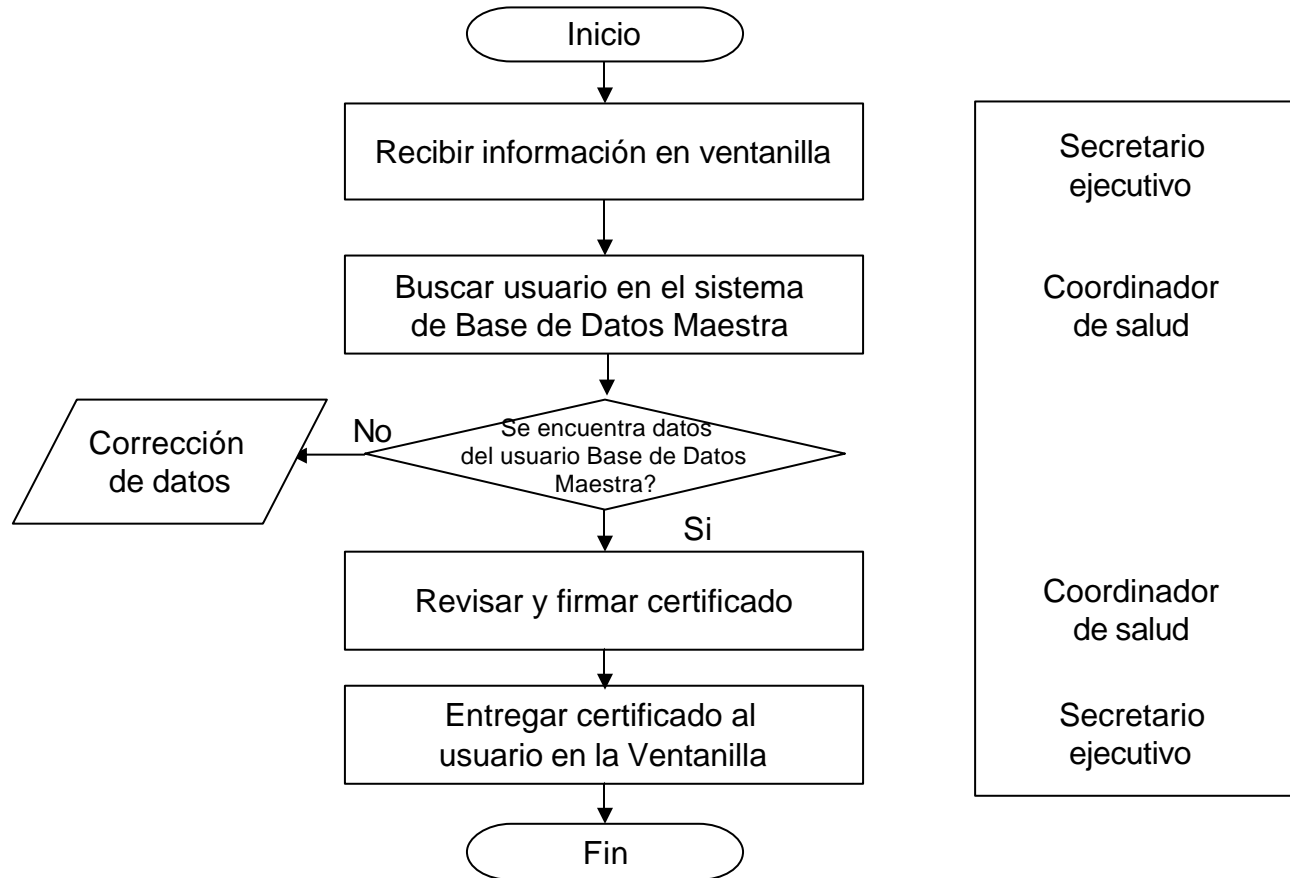 Inicio
Recibir información en ventanilla
Secretario
ejecutivo
Buscar usuario en el sistema
de Base de Datos Maestra
Coordinador
de salud
Corrección
de datos
No
Se encuentra datos
del usuario Base de Datos
Maestra?
Si
Revisar y firmar certificado
Coordinador
de salud
Entregar certificado al
usuario en la Ventanilla
Secretario
ejecutivo
Fin